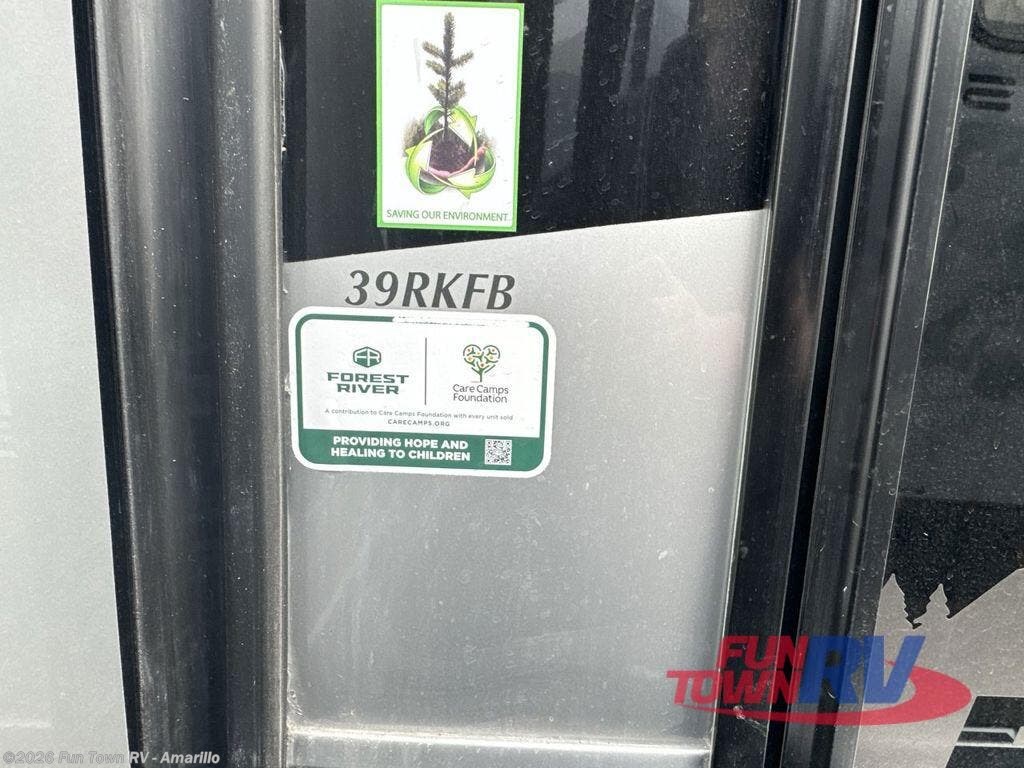 SAVING OUR ENVIRONMENT
39RKFB
FR
FOREST
RIVER
Care Camps
Foundation
A contribution to Care Camps Foundation with every unit sold
CARECAMPS.ORG
PROVIDING HOPE AND
HEALING TO CHILDREN
FUN
TOWN RV
©2026 Fun Town RV - Amarillo